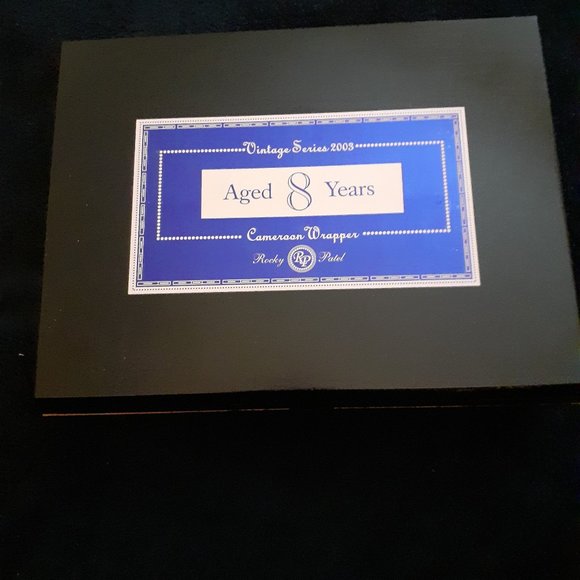 Vintage Series 2003
Aged 8 Years
Cameroon Wrapper
Rocky RP Patel